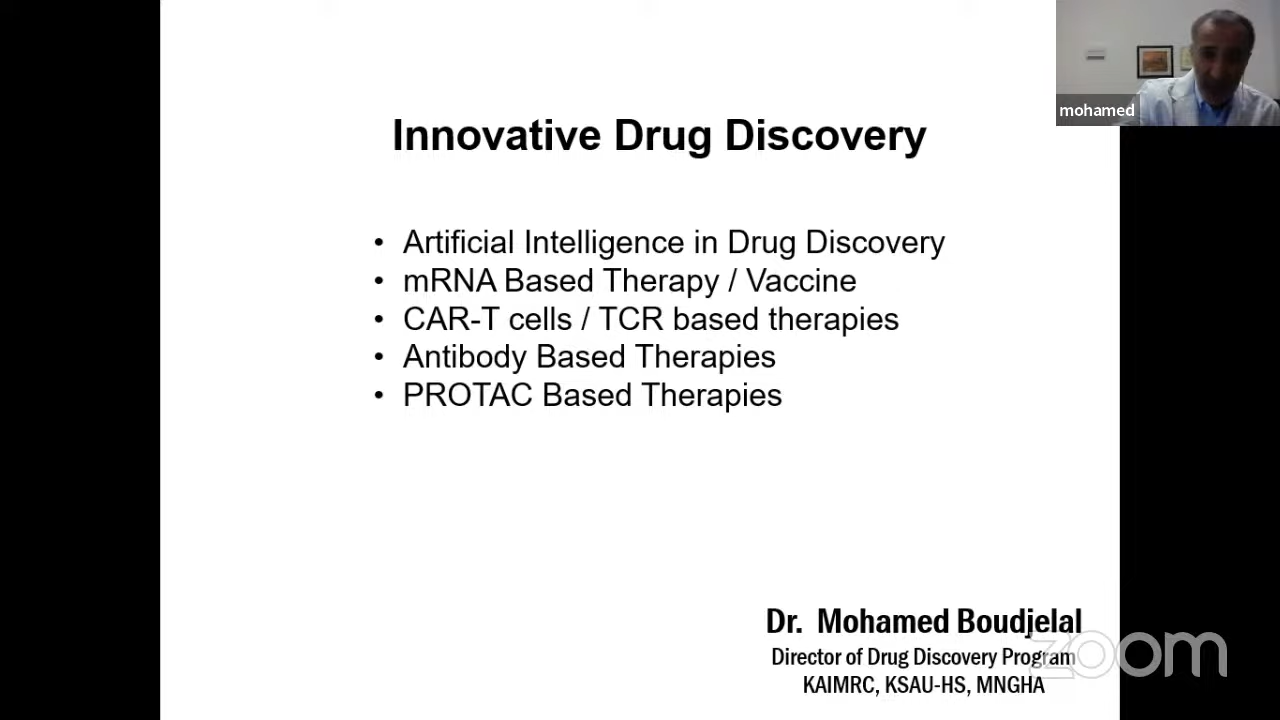 mohamed
Innovative Drug Discovery
• Artificial Intelligence in Drug Discovery
• mRNA Based Therapy / Vaccine
• CAR-T cells / TCR based therapies
• Antibody Based Therapies
• PROTAC Based Therapies
Dr. Mohamed Boudjelal
Director of Drug Discovery Program
KAIMRC, KSAU-HS, MNGHA
zoom